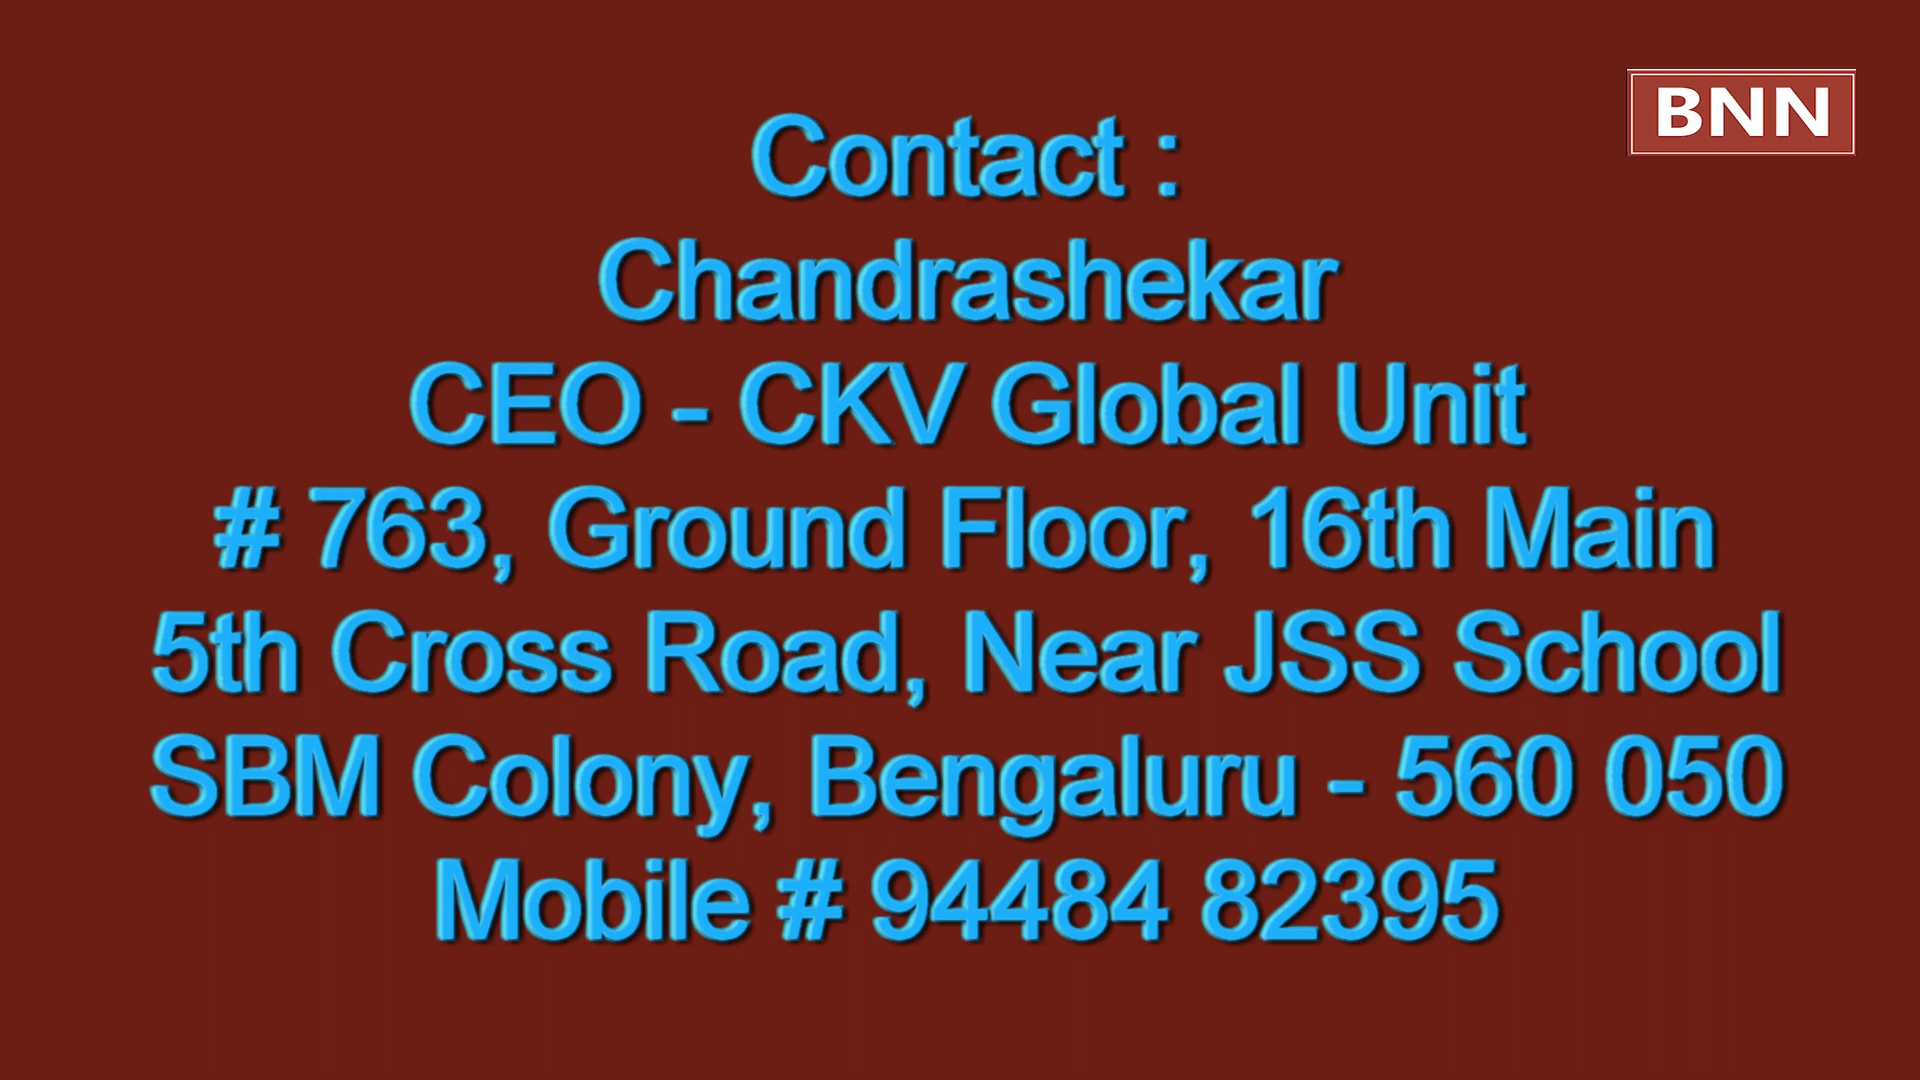 BNN
Contact :
Chandrashekar
CEO - CKV Global Unit
# 763, Ground Floor, 16th Main
5th Cross Road, Near JSS School
SBM Colony, Bengaluru - 560 050
Mobile # 94484 82395